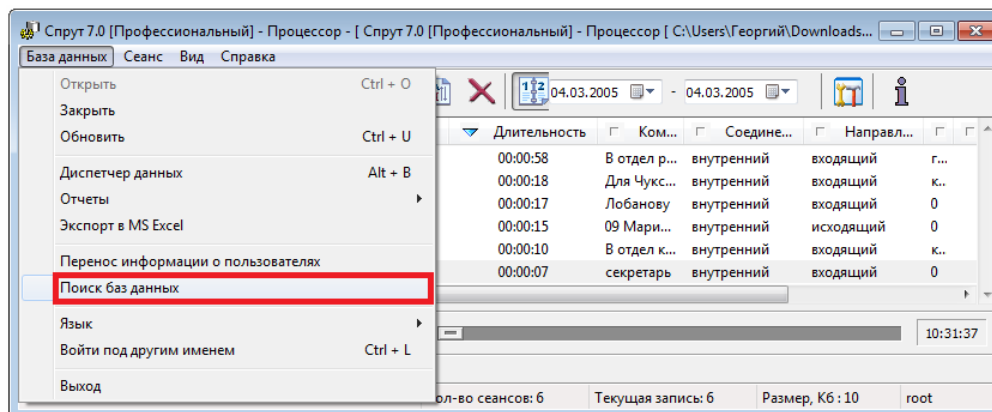 Спрут 7.0 [Профессиональный] - Процессор - [ Спрут 7.0 [Профессиональный] - Процессор [ C:\Users\Георгий\Downloads...
База данных Сеанс Вид Справка
Открыть Ctrl + O
Закрыть
Обновить Ctrl + U
Диспетчер данных Alt + B
Отчеты
Экспорт в MS Excel
Перенос информации о пользователях
Поиск баз данных
Язык
Войти под другим именем Ctrl + L
Выход
1 2 04.03.2005 - 04.03.2005
Длительность Ком... Соедине... Направл...
00:00:58 В отдел р... внутренний входящий г...
00:00:18 Для Чукс... внутренний входящий к...
00:00:17 Лобанову внутренний входящий 0
00:00:15 09 Мари... внутренний исходящий 0
00:00:10 В отдел к... внутренний входящий к...
00:00:07 секретарь внутренний входящий 0
10:31:37
ол-во сеансов: 6 Текущая запись: 6 Размер, Кб : 10 root